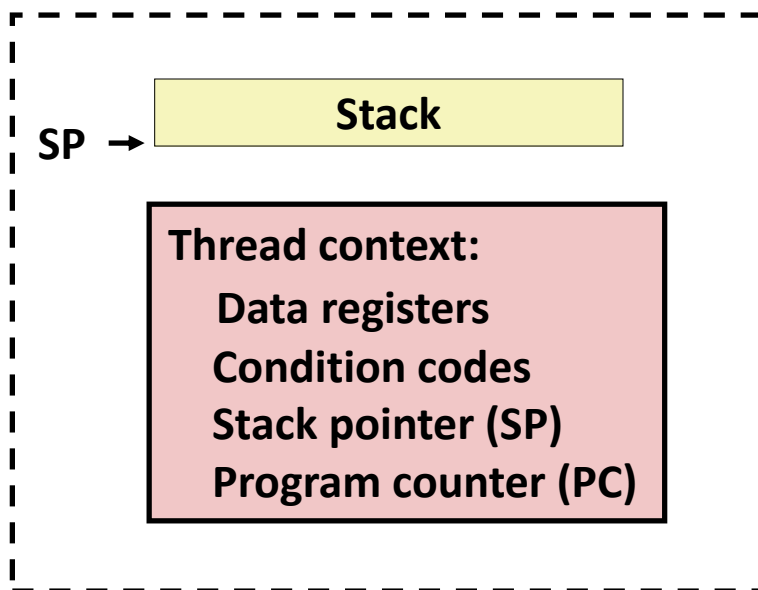 Stack
SP
Thread context:
Data registers
Condition codes
Stack pointer (SP)
Program counter (PC)